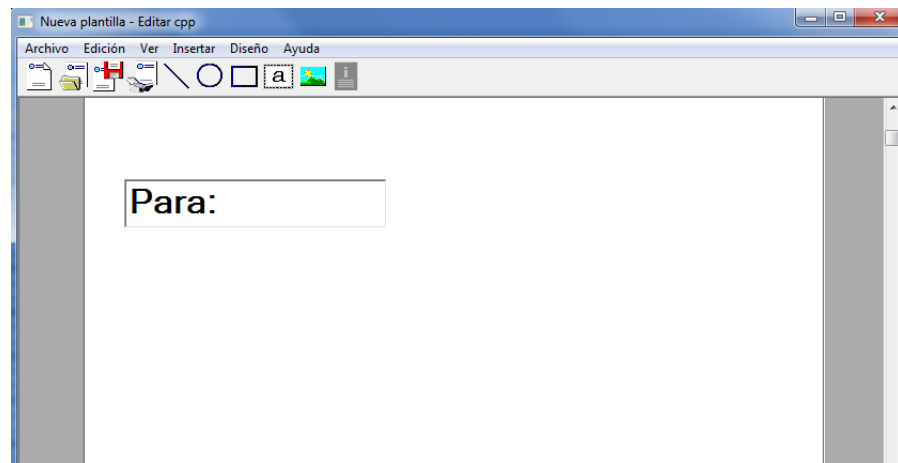 Nueva plantilla - Editar cpp
Archivo Edición Ver Insertar Diseño Ayuda
a
Para: